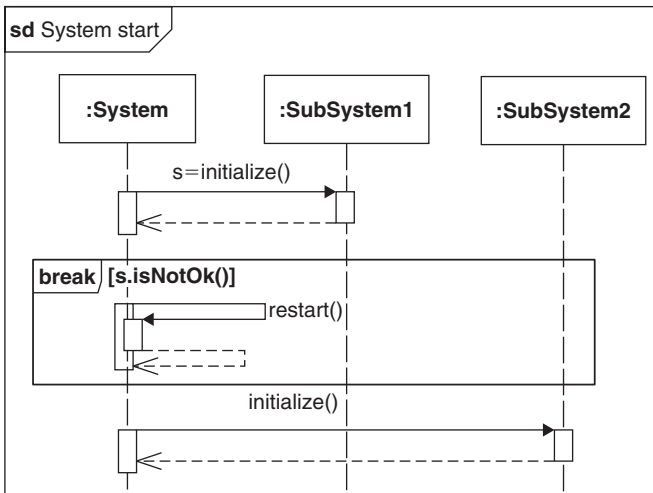 sd System start
:System
:SubSystem1
:SubSystem2
s=initialize()
break [s.isNotOk()]
restart()
initialize()